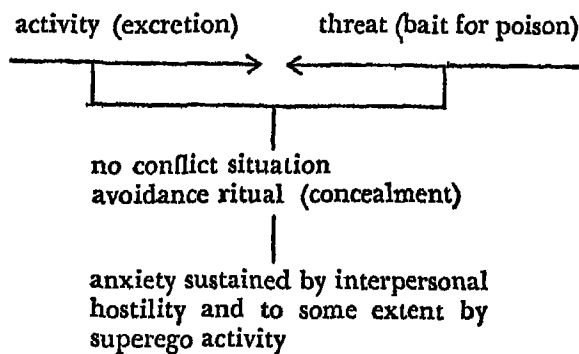 activity (excretion) threat (bait for poison)
no conflict situation
avoidance ritual (concealment)
anxiety sustained by interpersonal
hostility and to some extent by
superego activity